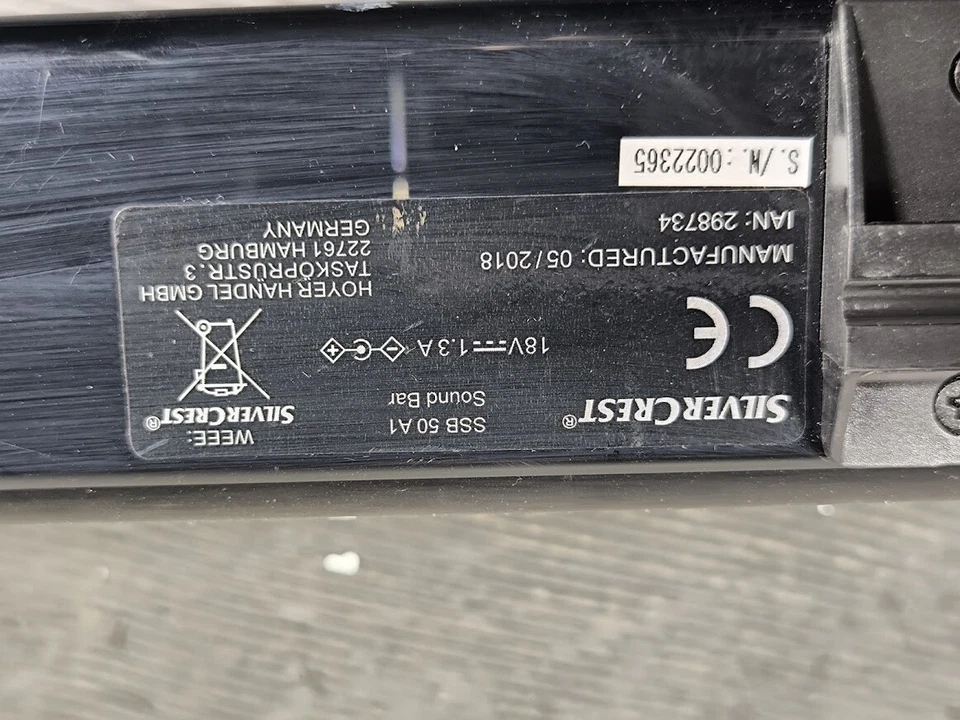 SILVERCREST®
SSB 50 A1
Sound Bar
18V⎓1.3 A
CE
MANUFACTURED: 05/2018
IAN: 298734
WEEE:
SILVERCREST®
HOYER HANDEL GMBH
TASKÖPRÜSTR.3
22761 HAMBURG
GERMANY
S./N.:0022365